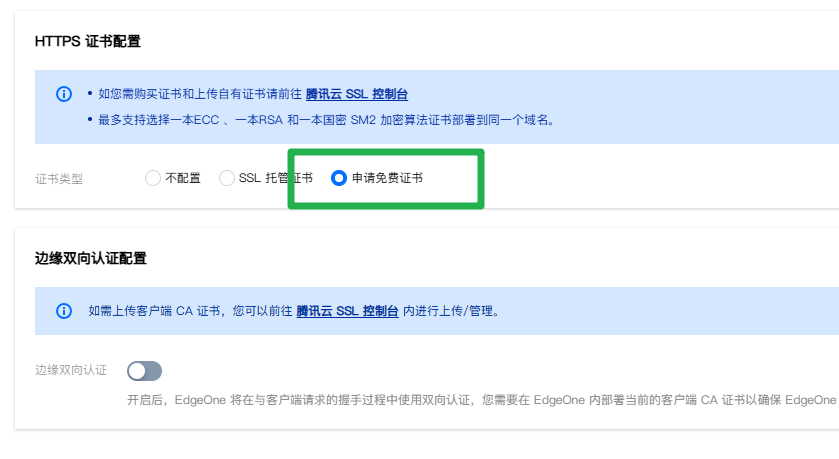 HTTPS 证书配置
• 如您需购买证书和上传自有证书请前往 腾讯云 SSL 控制台
• 最多支持选择一本ECC 、一本RSA 和一本国密 SM2 加密算法证书部署到同一个域名。
证书类型 不配置 SSL 托管证书 申请免费证书
边缘双向认证配置
如需上传客户端 CA 证书，您可以前往 腾讯云 SSL 控制台 内进行上传/管理。
边缘双向认证
开启后，EdgeOne 将在与客户端请求的握手过程中使用双向认证，您需要在 EdgeOne 内部署当前的客户端 CA 证书以确保 EdgeOne